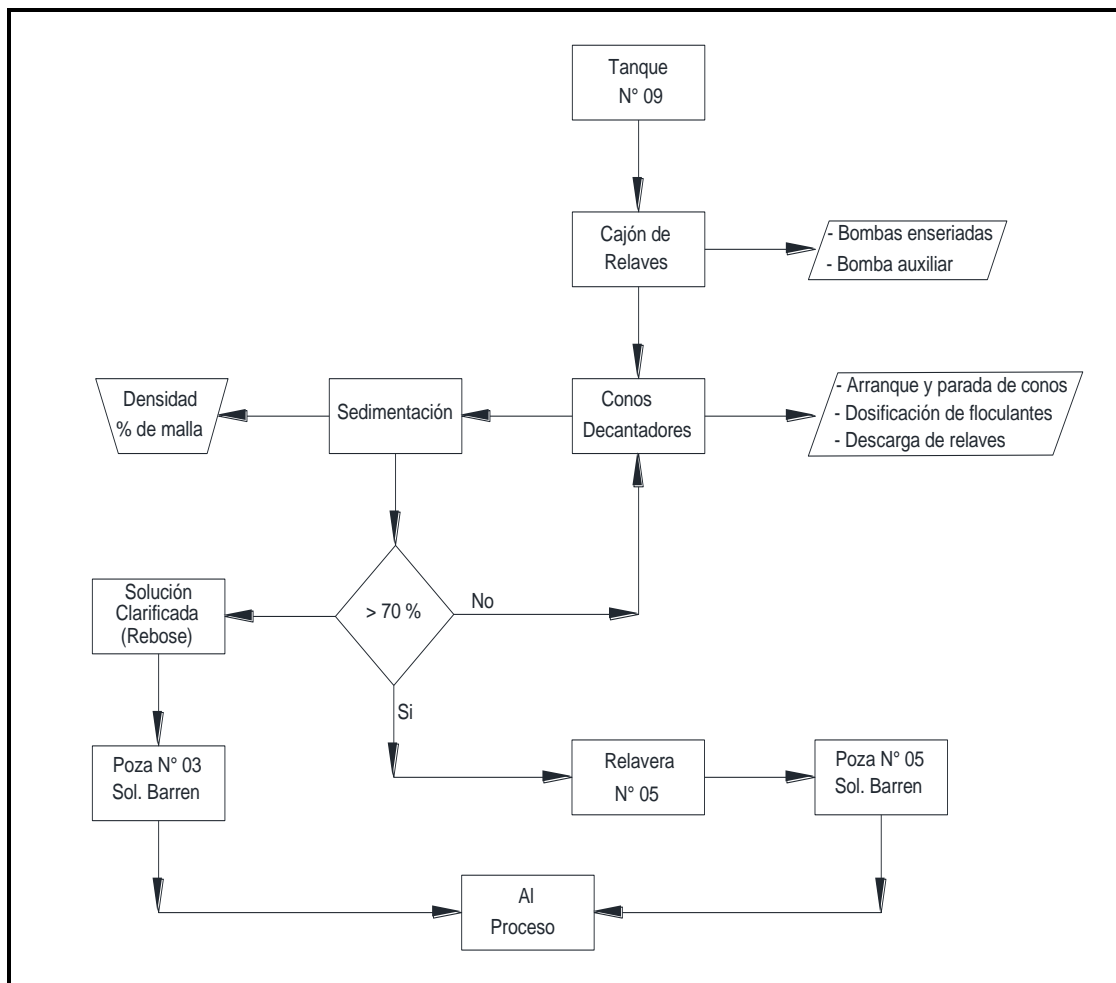 Tanque
N° 09
Cajón de
Relaves
- Bombas enseriadas
- Bomba auxiliar
Densidad
% de malla
Sedimentación
Conos
Decantadores
- Arranque y parada de conos
- Dosificación de floculantes
- Descarga de relaves
Solución
Clarificada
(Rebose)
> 70 %
No
Si
Poza N° 03
Sol. Barren
Relavera
N° 05
Poza N° 05
Sol. Barren
Al
Proceso